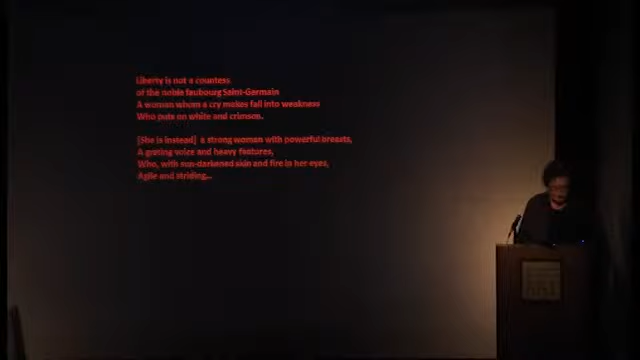 Liberty is not a countess
of the noble faubourg Saint-Germain
A woman whom a cry makes fall into weakness
Who puts on white and crimson.
[She is instead] a strong woman with powerful breasts,
A grating voice and heavy features,
Who, with sun-darkened skin and fire in her eyes,
Agile and striding...